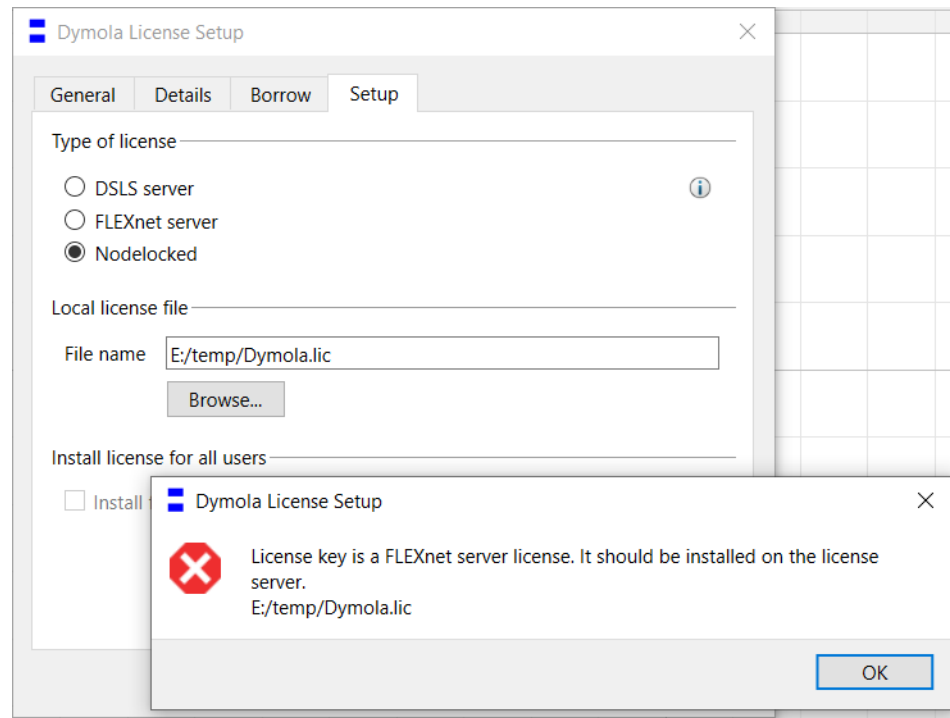 Dymola License Setup
General Details Borrow Setup
Type of license
DSLS server
FLEXnet server
Nodelocked
Local license file
File name E:/temp/Dymola.lic
Browse...
Install license for all users
Install
Dymola License Setup
License key is a FLEXnet server license. It should be installed on the license
server.
E:/temp/Dymola.lic
OK